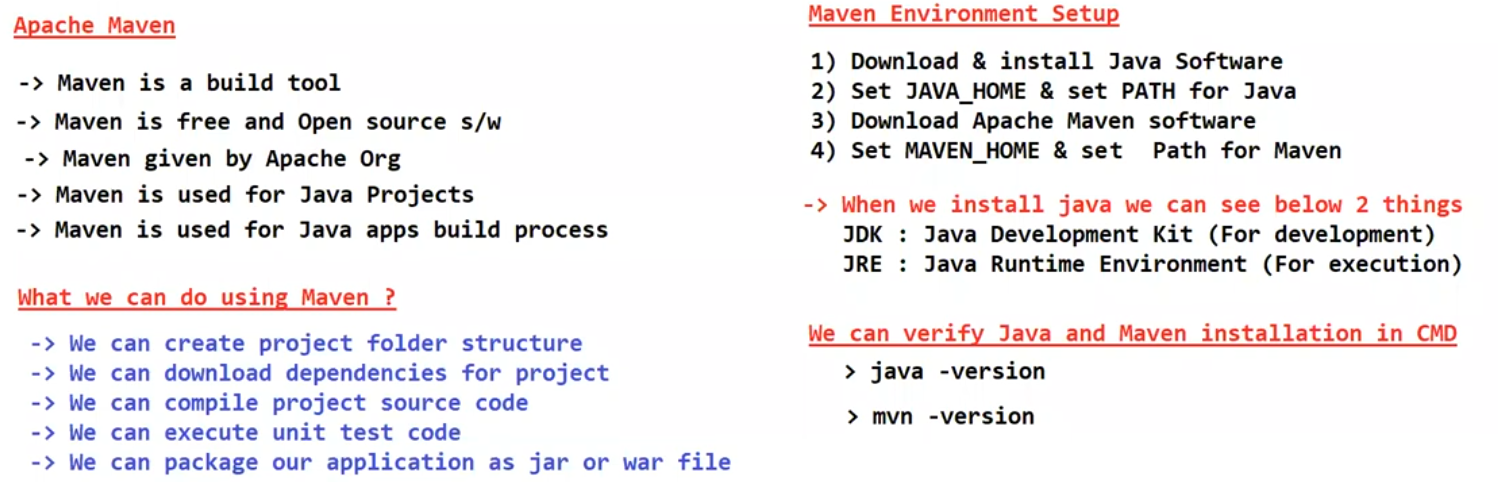 Apache Maven
-> Maven is a build tool
-> Maven is free and Open source s/w
-> Maven given by Apache Org
-> Maven is used for Java Projects
-> Maven is used for Java apps build process
What we can do using Maven ?
-> We can create project folder structure
-> We can download dependencies for project
-> We can compile project source code
-> We can execute unit test code
-> We can package our application as jar or war file
Maven Environment Setup
1) Download & install Java Software
2) Set JAVA_HOME & set PATH for Java
3) Download Apache Maven software
4) Set MAVEN_HOME & set  Path for Maven
-> When we install java we can see below 2 things
JDK : Java Development Kit (For development)
JRE : Java Runtime Environment (For execution)
We can verify Java and Maven installation in CMD
> java -version
> mvn -version